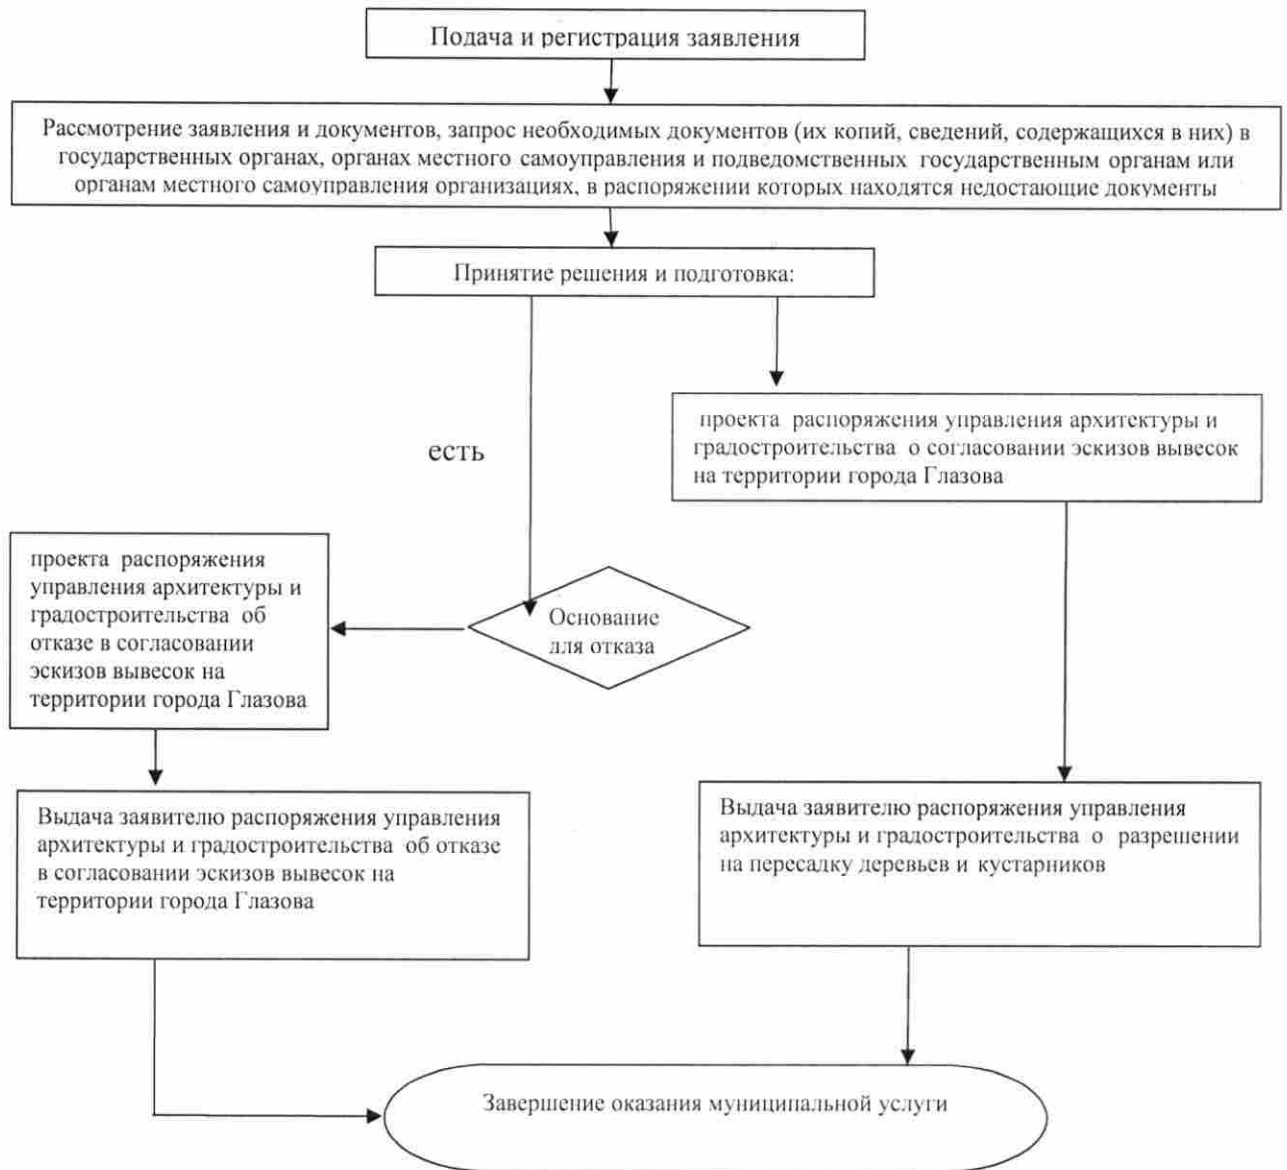 Подача и регистрация заявления
Рассмотрение заявления и документов, запрос необходимых документов (их копий, сведений, содержащихся в них) в
государственных органах, органах местного самоуправления и подведомственных государственным органам или
органам местного самоуправления организациях, в распоряжении которых находятся недостающие документы
Принятие решения и подготовка:
проекта распоряжения управления архитектуры и
градостроительства о согласовании эскизов вывесок
на территории города Глазова
есть
проекта распоряжения
управления архитектуры и
градостроительства об
отказе в согласовании
эскизов вывесок на
территории города Глазова
Основание
для отказа
Выдача заявителю распоряжения управления
архитектуры и градостроительства об отказе
в согласовании эскизов вывесок на
территории города Глазова
Выдача заявителю распоряжения управления
архитектуры и градостроительства о разрешении
на пересадку деревьев и кустарников
Завершение оказания муниципальной услуги